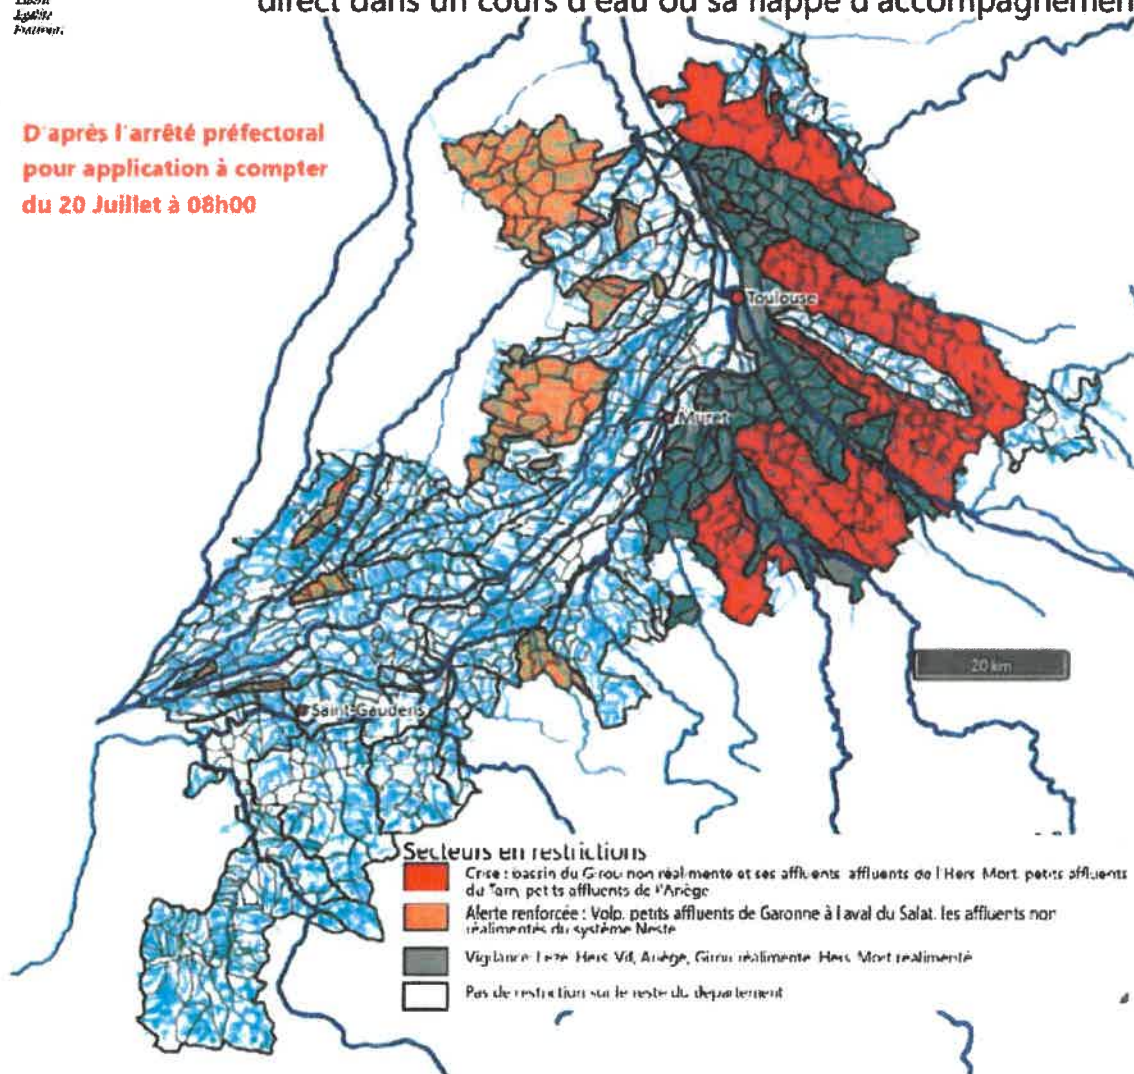 Liberté
Égalité
Fraternité
direct dans un cours d'eau ou sa nappe d'accompagnemen
D'après l'arrêté préfectoral
pour application à compter
du 20 Juillet à 08h00
Toulouse
Muret
20 km
Saint-Gaudens
Secteurs en restrictions
Crise : bassin du Girou non réalimenté et ses affluents, affluents de l'Hers Mort, petits affluents
du Tarn, petits affluents de l'Ariège
Alerte renforcée : Volp, petits affluents de Garonne à l'aval du Salat, les affluents non
réalimentés du système Neste
Vigilance : Lèze, Hers Vif, Ariège, Girou réalimenté, Hers Mort réalimenté
Pas de restriction sur le reste du département